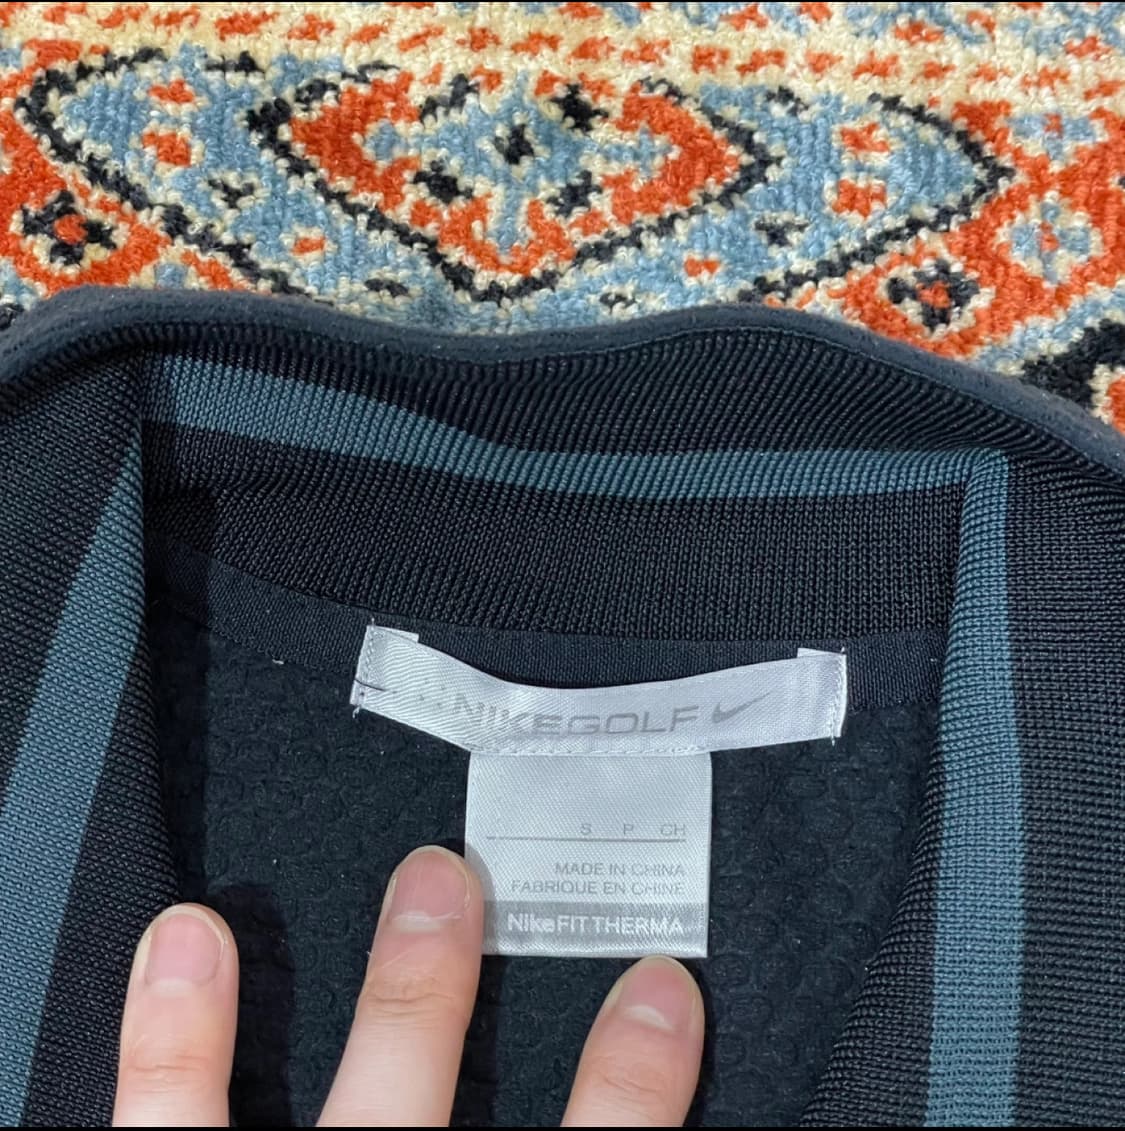 NIKEGOLF
S P CH
MADE IN CHINA
FABRIQUE EN CHINE
NikeFIT THERMA